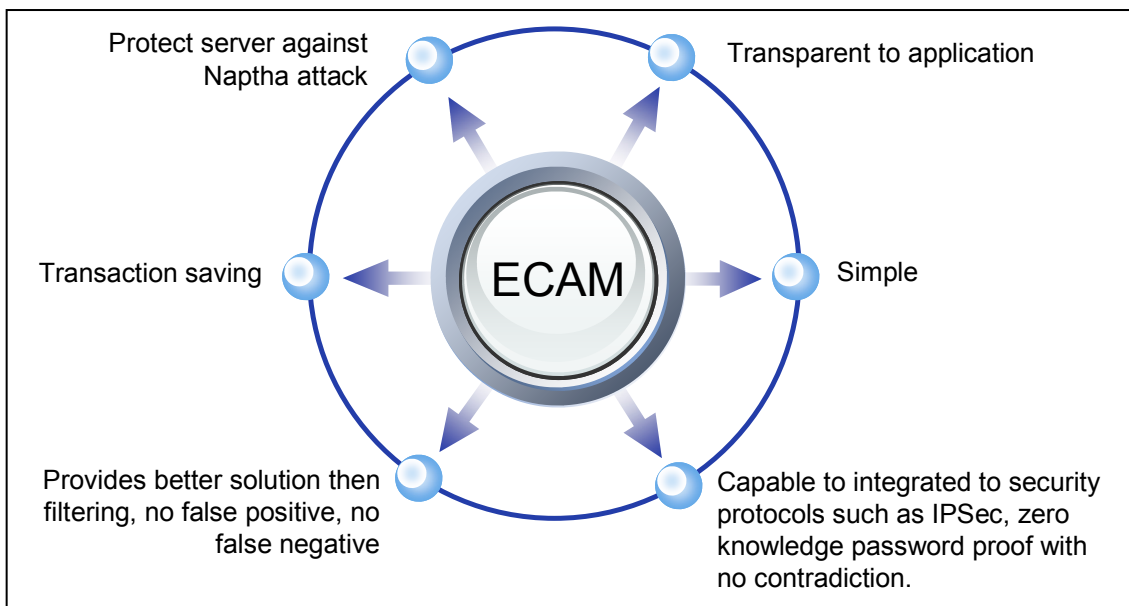 Protect server against
Naptha attack
Transparent to application
Transaction saving
ECAM
Simple
Provides better solution then
filtering, no false positive, no
false negative
Capable to integrated to security
protocols such as IPSec, zero
knowledge password proof with
no contradiction.